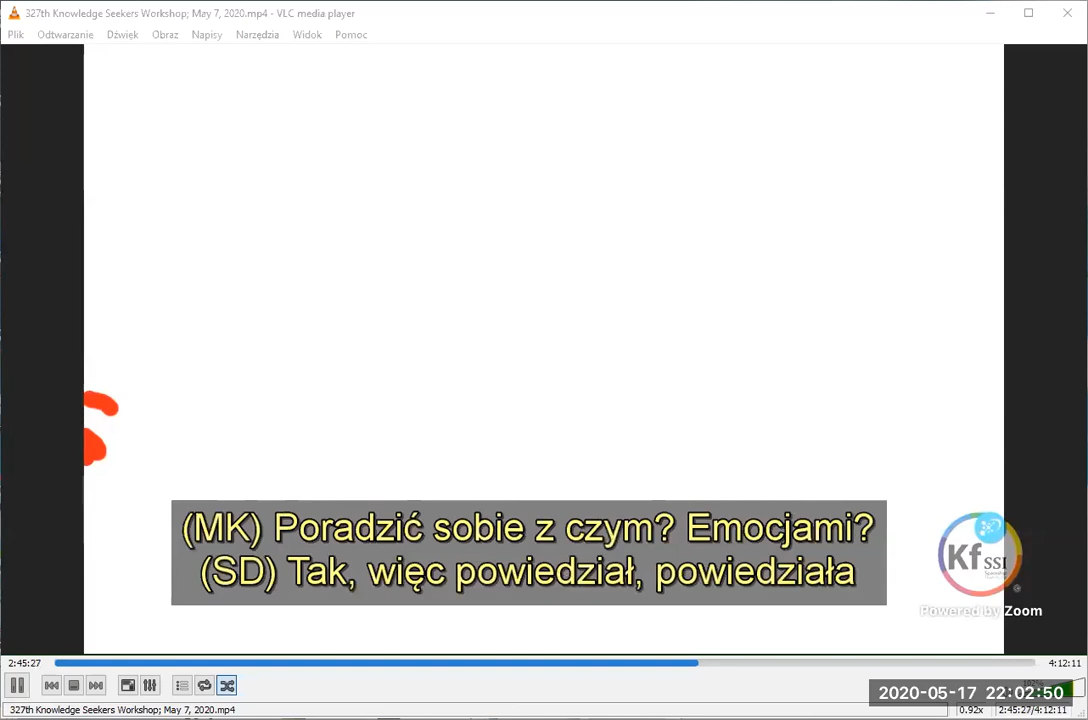 327th Knowledge Seekers Workshop; May 7, 2020.mp4 - VLC media player
Plik Odtwarzanie Dźwięk Obraz Napisy Narzędzia Widok Pomoc
(MK) Poradzić sobie z czym? Emocjami?
(SD) Tak, więc powiedział, powiedziała
Kf SSI
Powered by Zoom
2:45:27 4:12:11
2020-05-17 22:02:50
327th Knowledge Seekers Workshop; May 7, 2020.mp4 0.92x 2:45:27/4:12:11